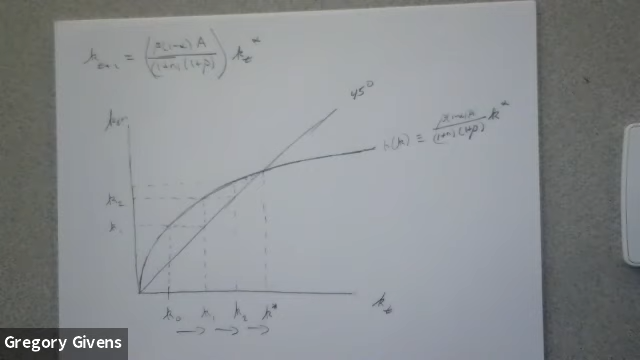 k_{t+1} = (β(1-α)A / (1+n)(1+β)) k_t^α
45°
k_{t+1}
h(k) ≡ β(1-α)A / (1+n)(1+β) k^α
k_2
k_1
k_0 k_1 k_2 k*
k_t
→ → →
Gregory Givens